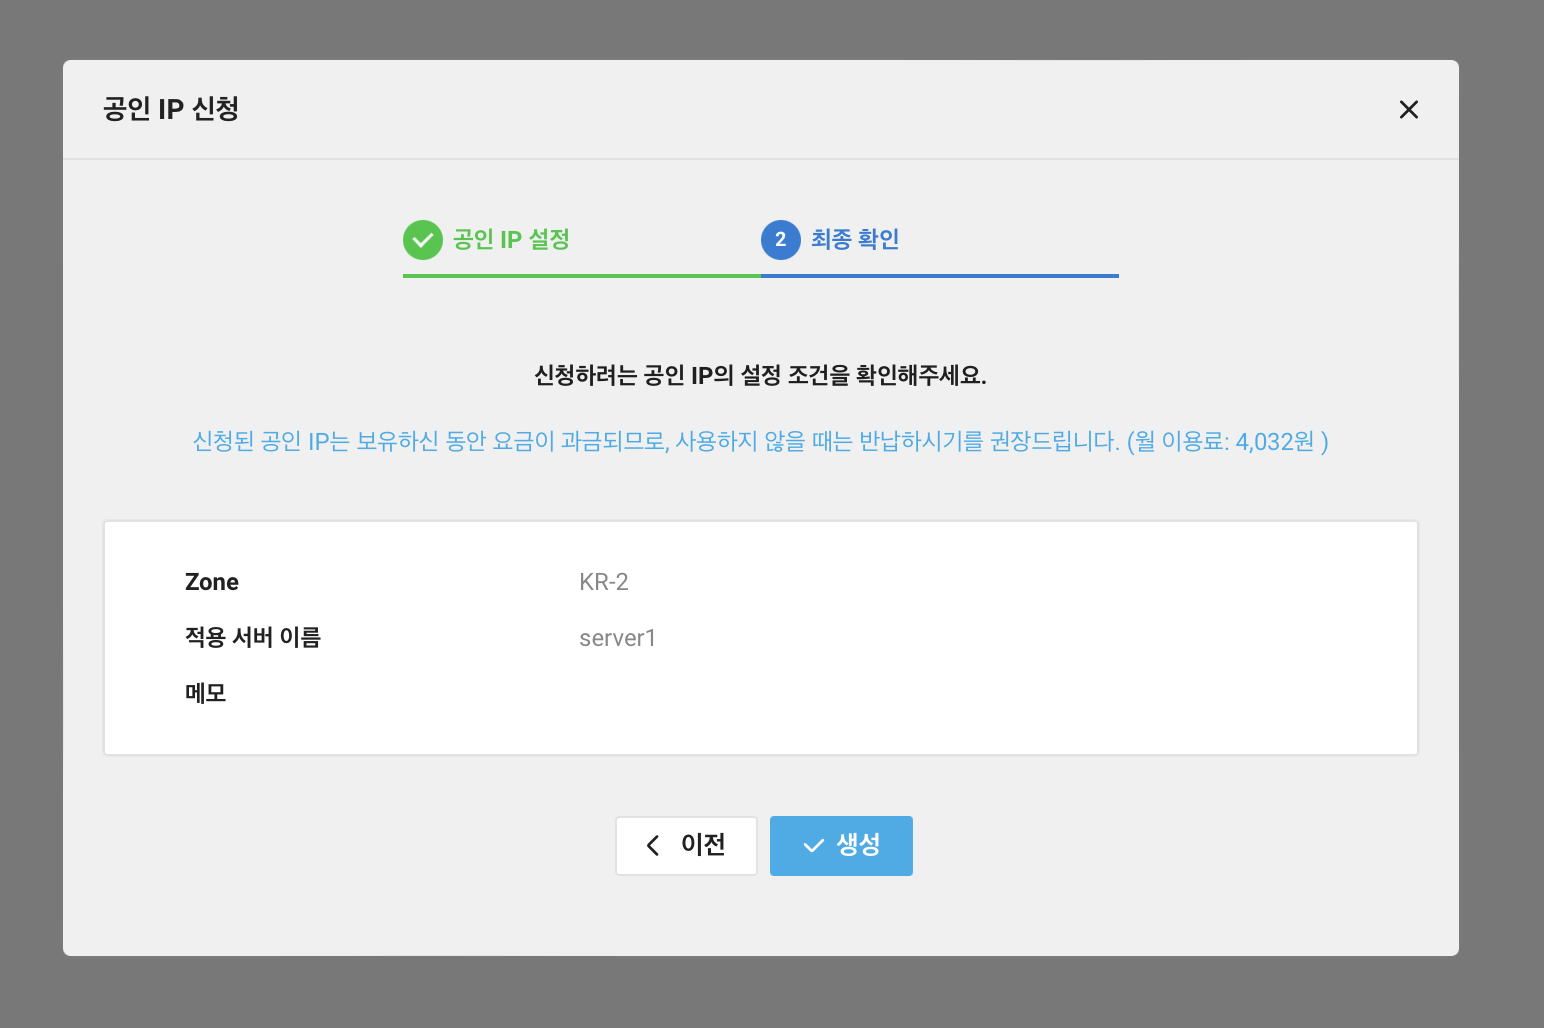 공인 IP 신청
공인 IP 설정
2 최종 확인
신청하려는 공인 IP의 설정 조건을 확인해주세요.
신청된 공인 IP는 보유하신 동안 요금이 과금되므로, 사용하지 않을 때는 반납하시기를 권장드립니다. (월 이용료: 4,032원 )
Zone KR-2
적용 서버 이름 server1
메모
이전 생성